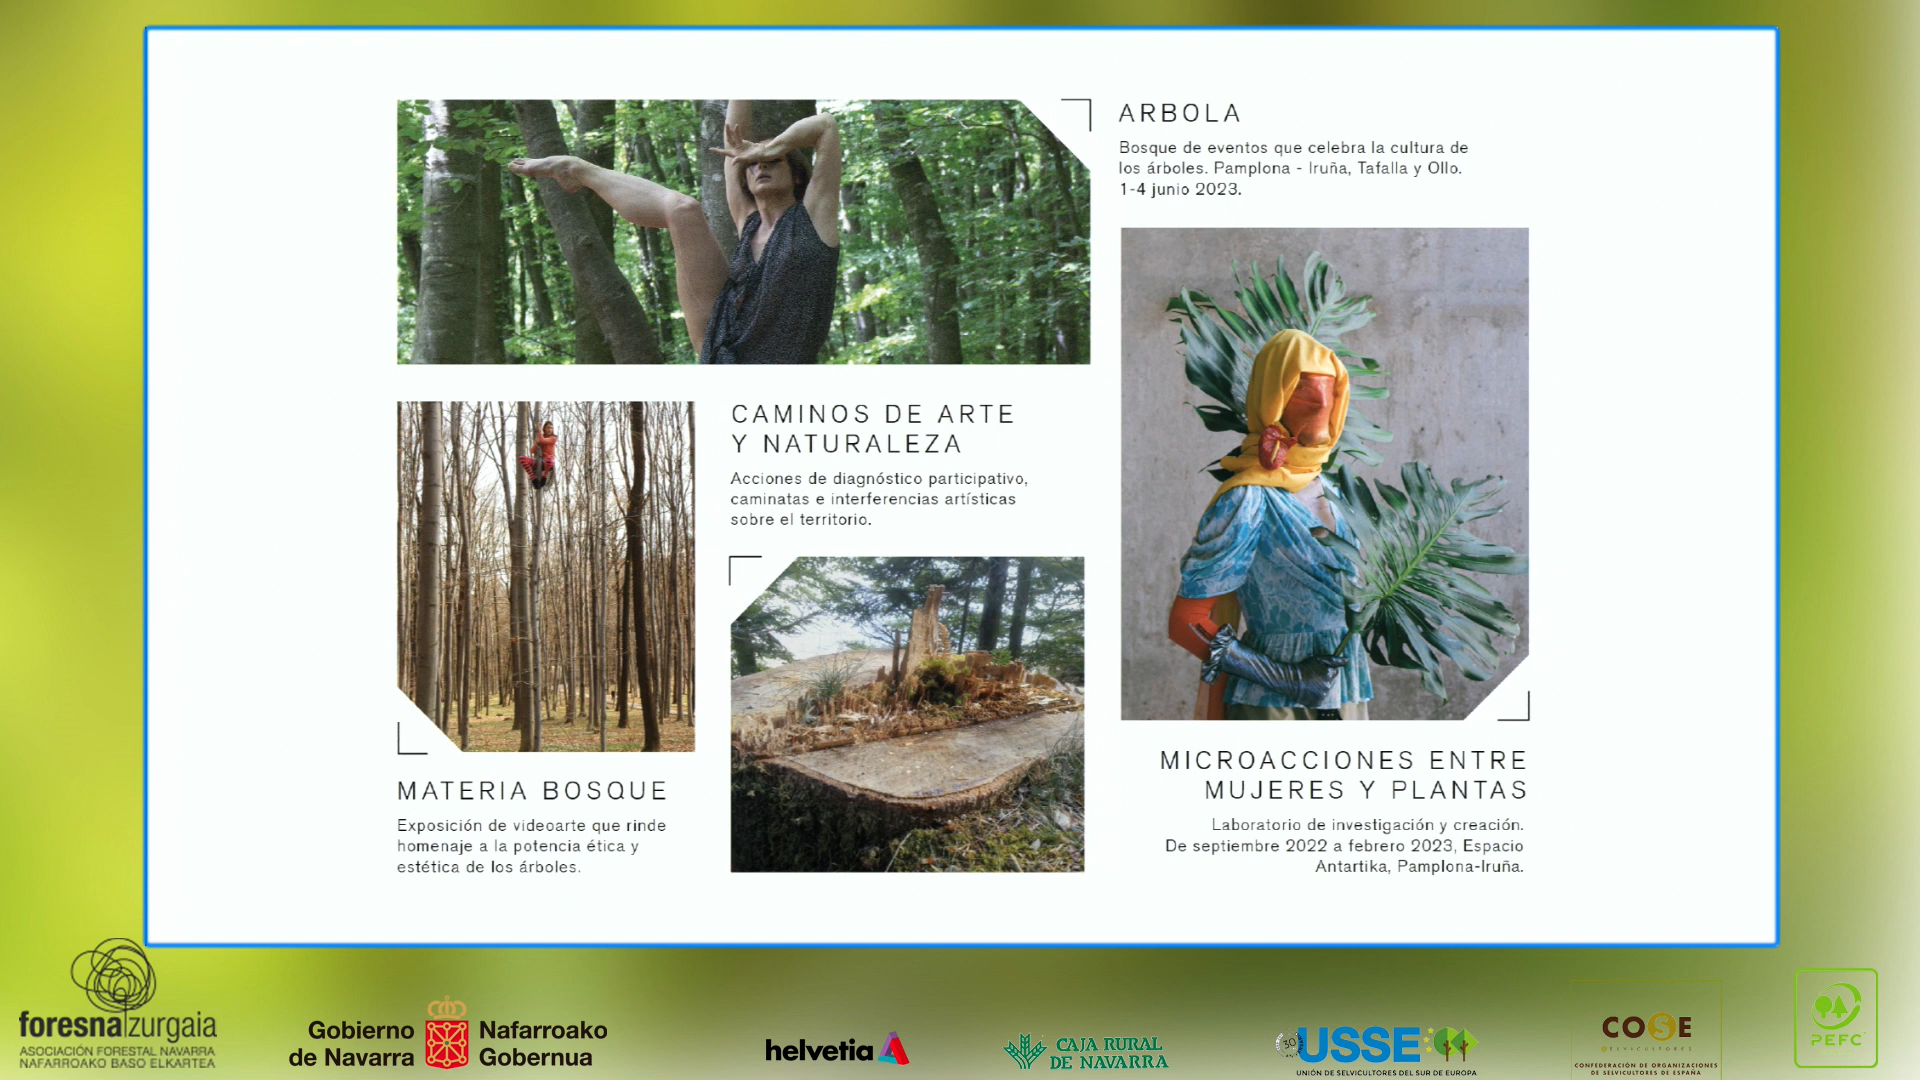 ARBOLA
Bosque de eventos que celebra la cultura de
los árboles. Pamplona - Iruña, Tafalla y Ollo.
1-4 junio 2023.
CAMINOS DE ARTE
Y NATURALEZA
Acciones de diagnóstico participativo,
caminatas e interferencias artísticas
sobre el territorio.
MATERIA BOSQUE
Exposición de videoarte que rinde
homenaje a la potencia ética y
estética de los árboles.
MICROACCIONES ENTRE
MUJERES Y PLANTAS
Laboratorio de investigación y creación.
De septiembre 2022 a febrero 2023, Espacio
Antartika, Pamplona-Iruña.
foresna zurgaia
ASOCIACIÓN FORESTAL NAVARRA
NAFARROAKO BASO ELKARTEA
Gobierno
de Navarra
Nafarroako
Gobernua
helvetia
CAJA RURAL
DE NAVARRA
30
USSE
UNIÓN DE SELVICULTORES DEL SUR DE EUROPA
COSE
SELVICULTORES
CONFEDERACIÓN DE ORGANIZACIONES
DE SELVICULTORES DE ESPAÑA
PEFC